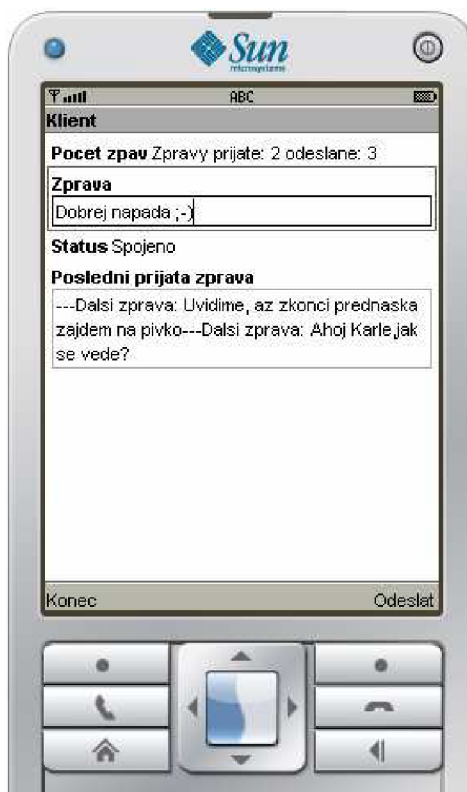 Sun
microsystems
ABC
Klient
Pocet zpav Zpravy prijate: 2 odeslane: 3
Zprava
Dobrej napada ;-)
Status Spojeno
Posledni prijata zprava
---Dalsi zprava: Uvidime, az zkonci prednaska
zajdem na pivko---Dalsi zprava: Ahoj Karle,jak
se vede?
Konec Odeslat